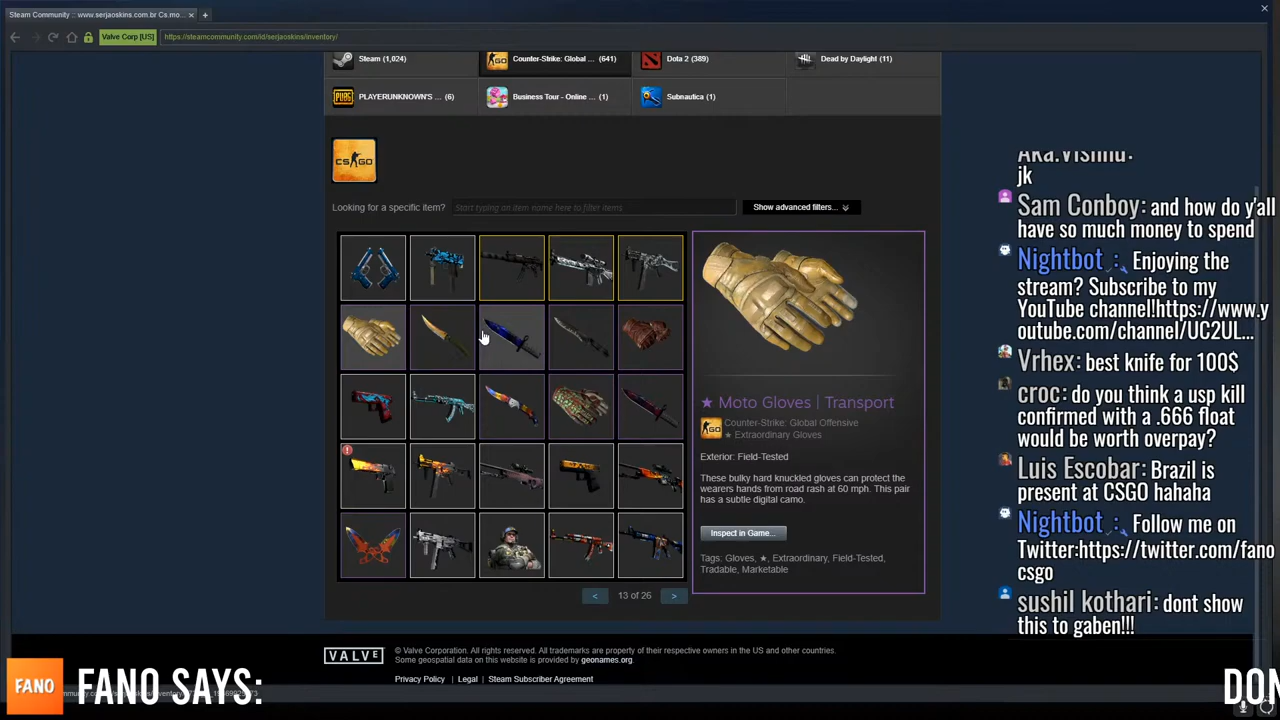 Steam Community :: www.serjaoskins.com.br Cs.mo...
Valve Corp [US]
https://steamcommunity.com/id/serjaoskins/inventory/
Steam (1,024)
Counter-Strike: Global ... (641)
Dota 2 (389)
Dead by Daylight (11)
PLAYERUNKNOWN'S ... (6)
Business Tour - Online ... (1)
Subnautica (1)
CS GO
Looking for a specific item?
Start typing an item name here to filter items
Show advanced filters...
★ Moto Gloves | Transport
Counter-Strike: Global Offensive
★ Extraordinary Gloves
Exterior: Field-Tested
These bulky hard knuckled gloves can protect the
wearers hands from road rash at 60 mph. This pair
has a subtle digital camo.
Inspect in Game...
Tags: Gloves, ★, Extraordinary, Field-Tested,
Tradable, Marketable
< 13 of 26 >
VALVE
© Valve Corporation. All rights reserved. All trademarks are property of their respective owners in the US and other countries.
Some geospatial data on this website is provided by geonames.org.
Privacy Policy | Legal | Steam Subscriber Agreement
Aka.Vishnu:
jk
Sam Conboy: and how do y'all
have so much money to spend
Nightbot : Enjoying the
stream? Subscribe to my
YouTube channel!https://www.y
outube.com/channel/UC2UL...
Vrhex: best knife for 100$
croc: do you think a usp kill
confirmed with a .666 float
would be worth overpay?
Luis Escobar: Brazil is
present at CSGO hahaha
Nightbot : Follow me on
Twitter:https://twitter.com/fano
csgo
sushil kothari: dont show
this to gaben!!!
FANO
FANO SAYS:
DON